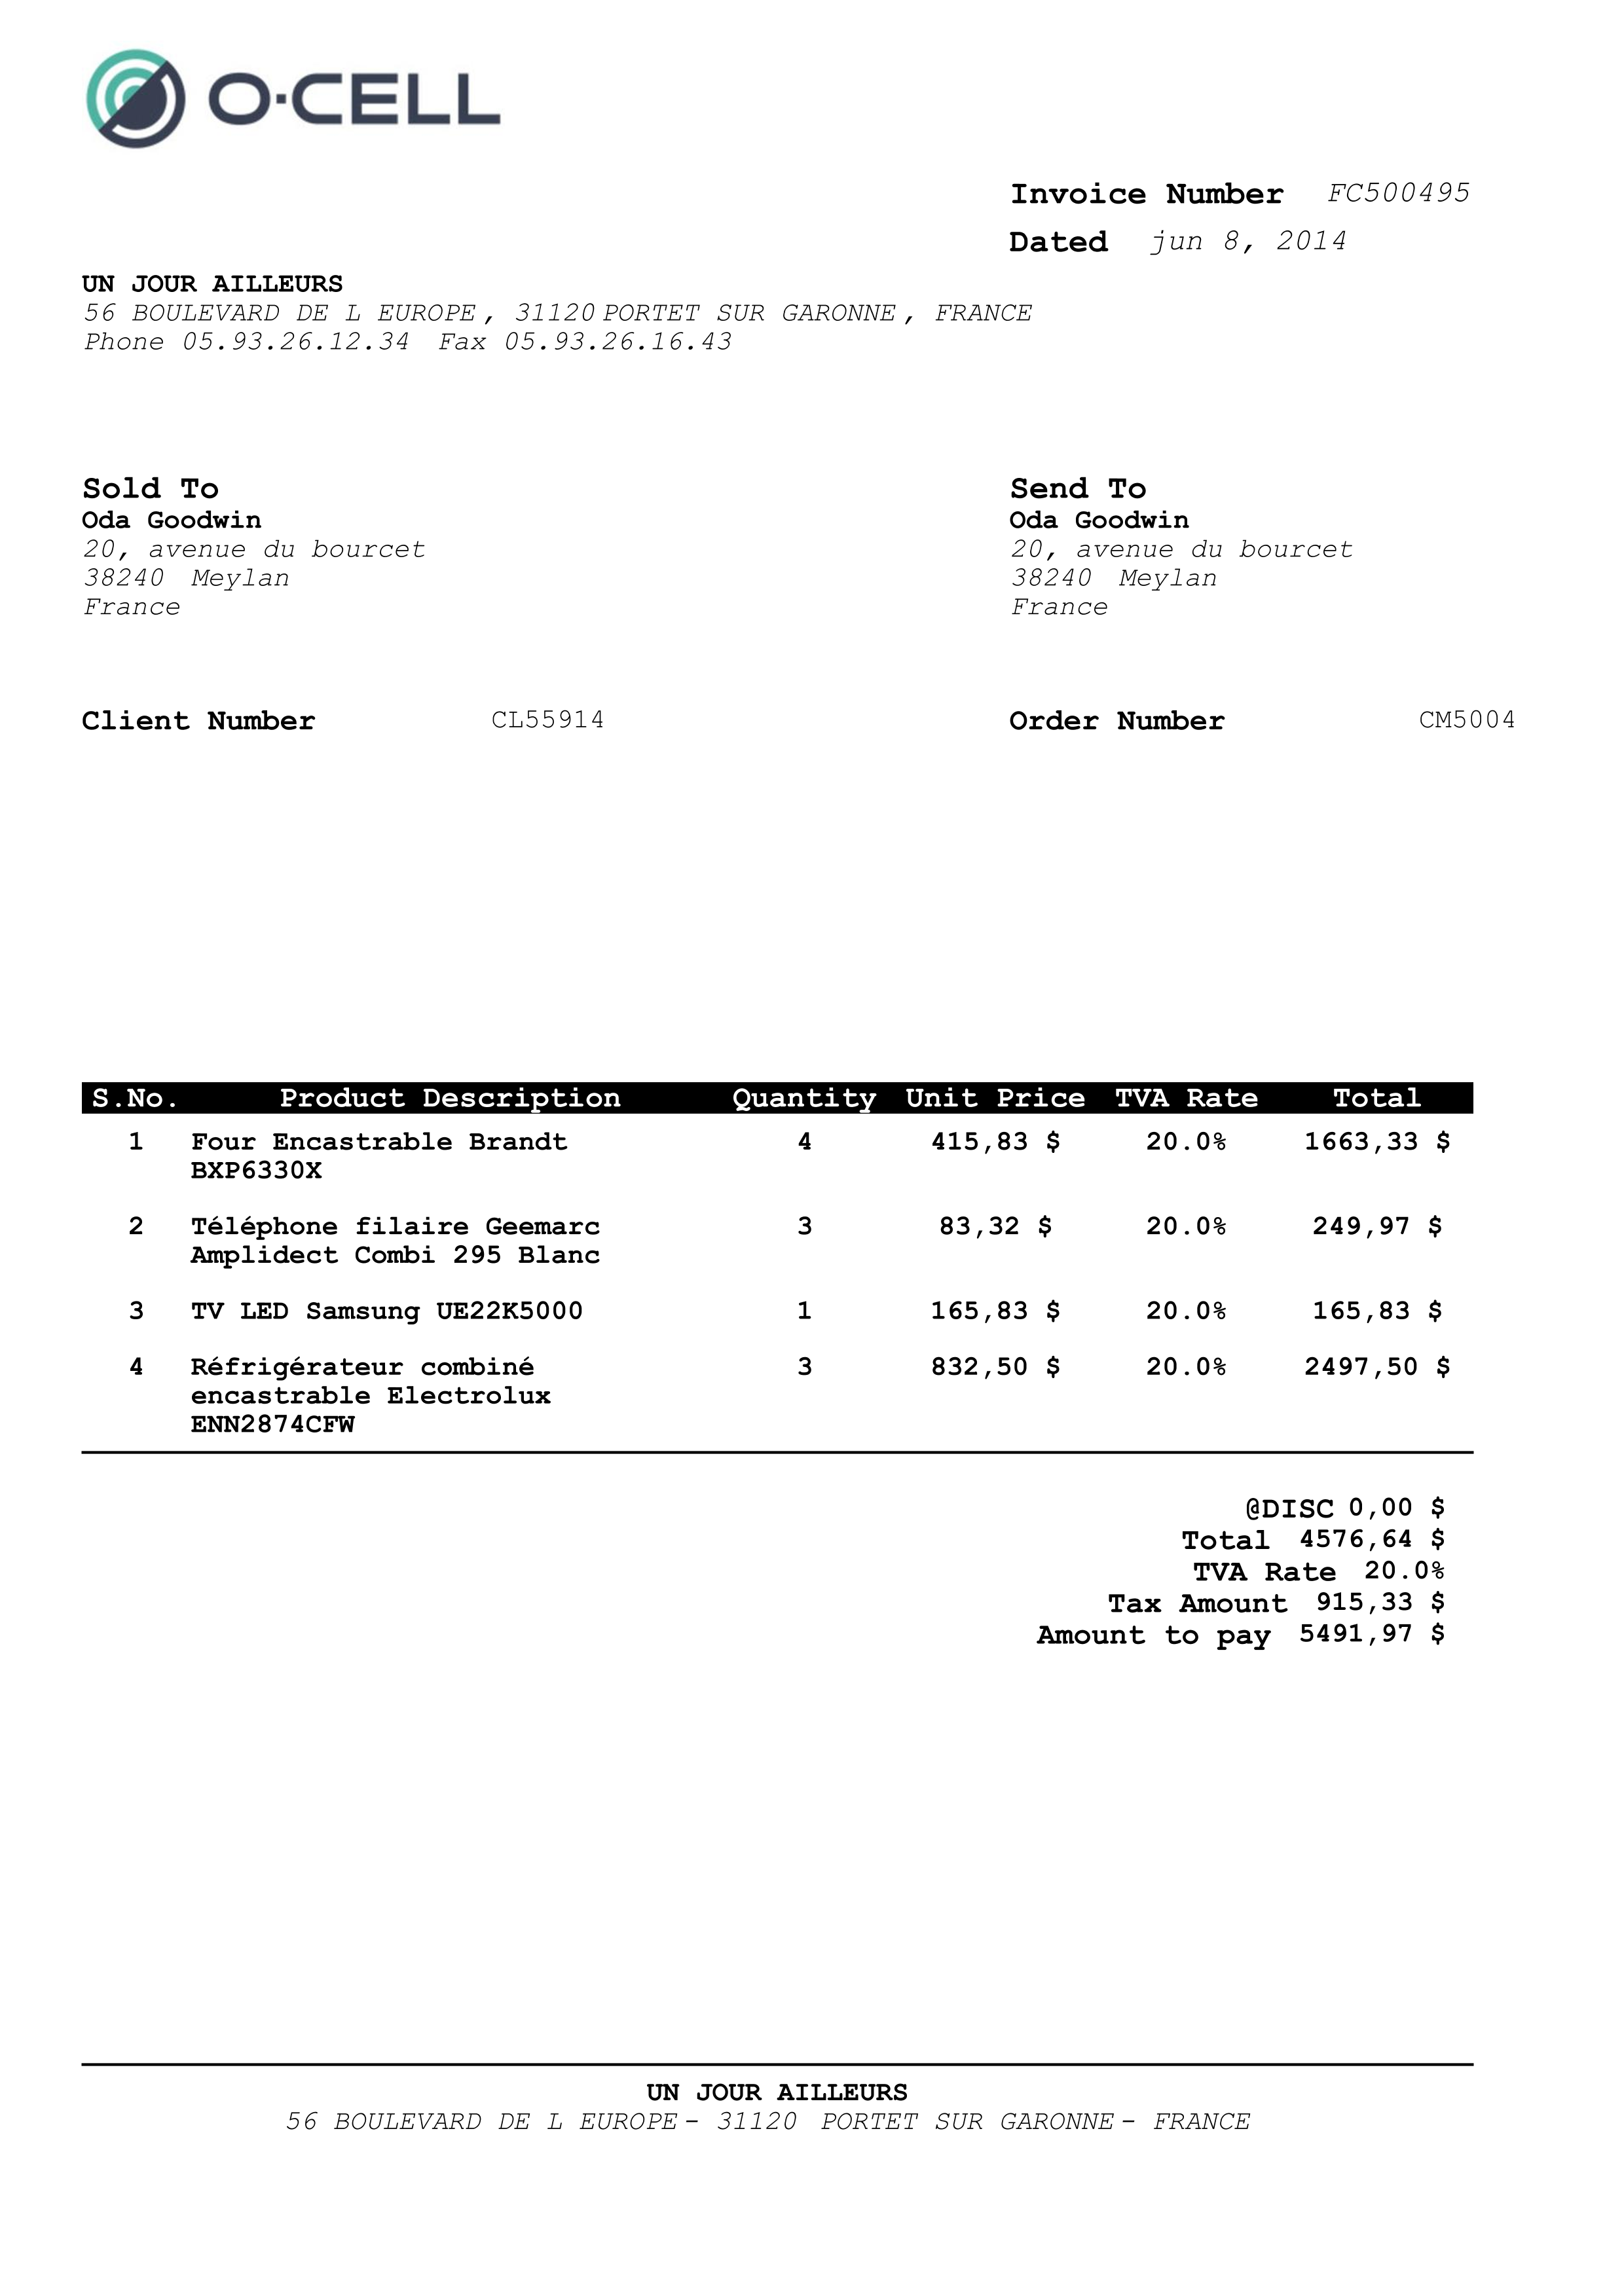 O·CELL
Invoice Number FC500495
Dated jun 8, 2014
UN JOUR AILLEURS
56 BOULEVARD DE L EUROPE, 31120 PORTET SUR GARONNE, FRANCE
Phone 05.93.26.12.34 Fax 05.93.26.16.43
Sold To
Oda Goodwin
20, avenue du bourcet
38240 Meylan
France
Send To
Oda Goodwin
20, avenue du bourcet
38240 Meylan
France
Client Number CL55914
Order Number CM5004
S.No. Product Description Quantity Unit Price TVA Rate Total
1 Four Encastrable Brandt 4 415,83 $ 20.0% 1663,33 $
BXP6330X
2 Téléphone filaire Geemarc 3 83,32 $ 20.0% 249,97 $
Amplidect Combi 295 Blanc
3 TV LED Samsung UE22K5000 1 165,83 $ 20.0% 165,83 $
4 Réfrigérateur combiné 3 832,50 $ 20.0% 2497,50 $
encastrable Electrolux
ENN2874CFW
@DISC 0,00 $
Total 4576,64 $
TVA Rate 20.0%
Tax Amount 915,33 $
Amount to pay 5491,97 $
UN JOUR AILLEURS
56 BOULEVARD DE L EUROPE- 31120 PORTET SUR GARONNE- FRANCE